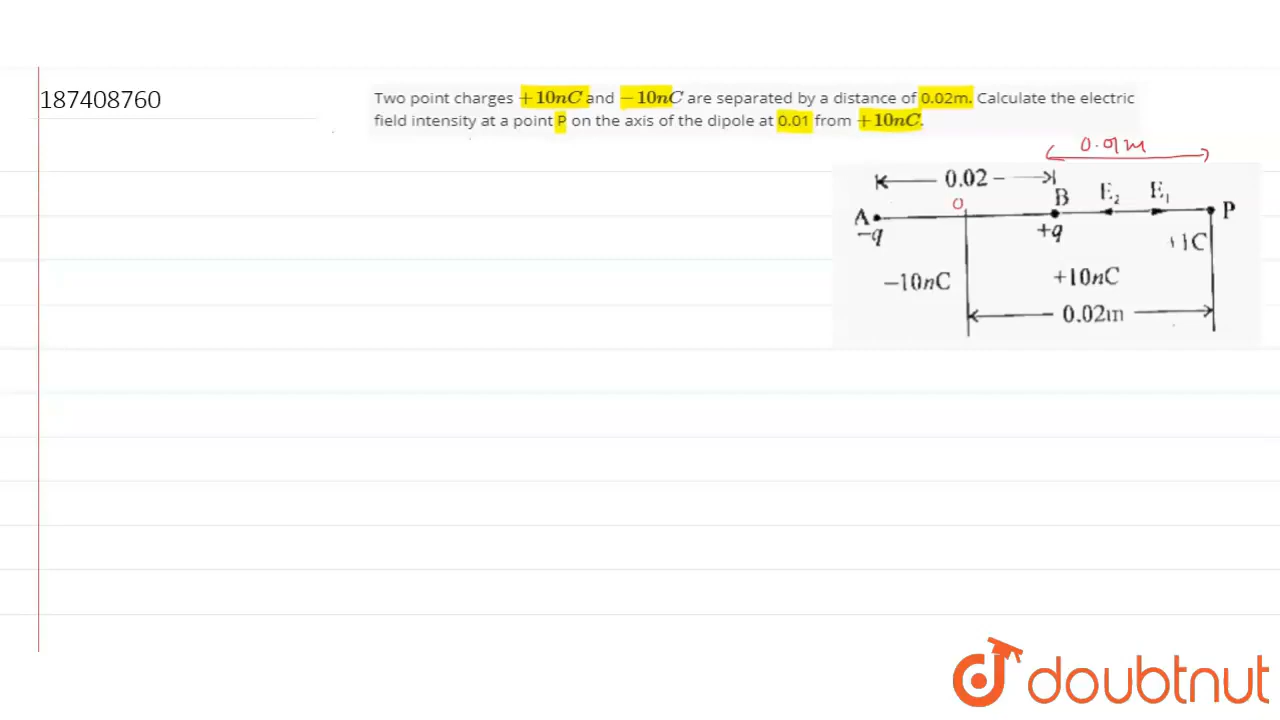 187408760
Two point charges +10nC and −10nC are separated by a distance of 0.02m. Calculate the electric
field intensity at a point P on the axis of the dipole at 0.01 from +10nC.
0.01m
0.02
O
A
B
E₂
E₁
P
−q
+q
+1C
−10nC
+10nC
0.02m
doubtnut